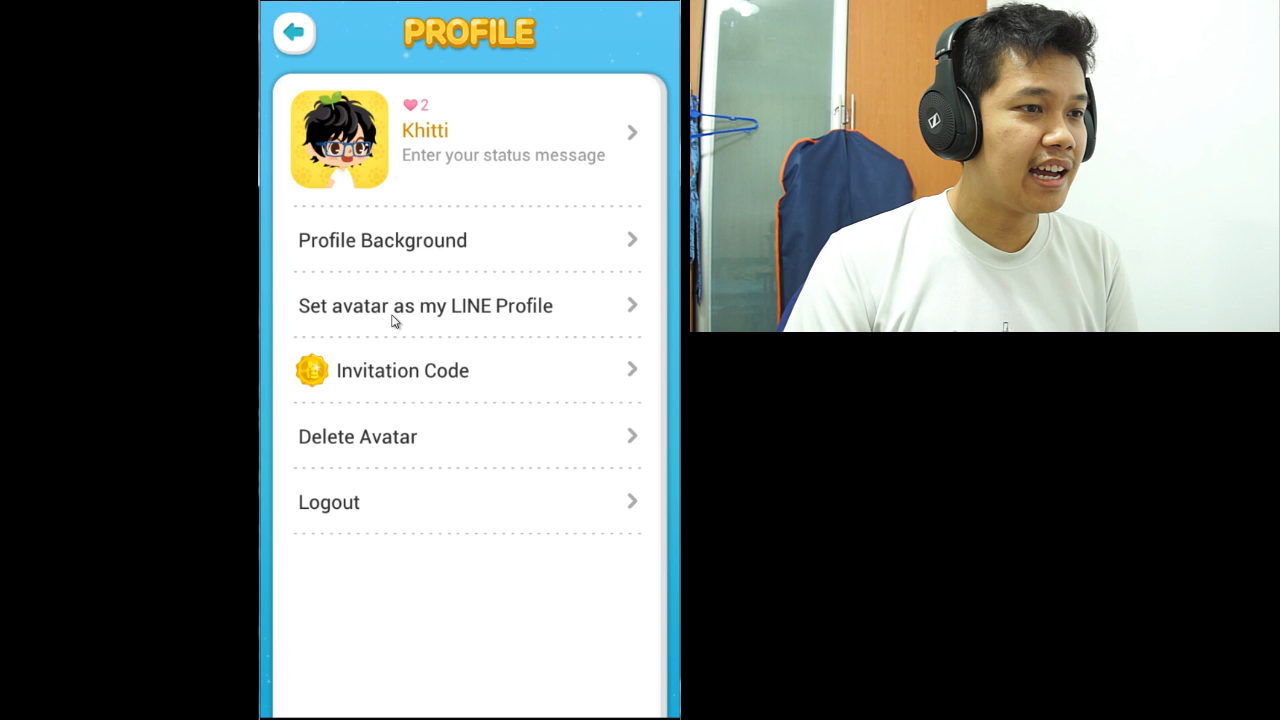 PROFILE
2
Khitti
Enter your status message
Profile Background
Set avatar as my LINE Profile
Invitation Code
Delete Avatar
Logout